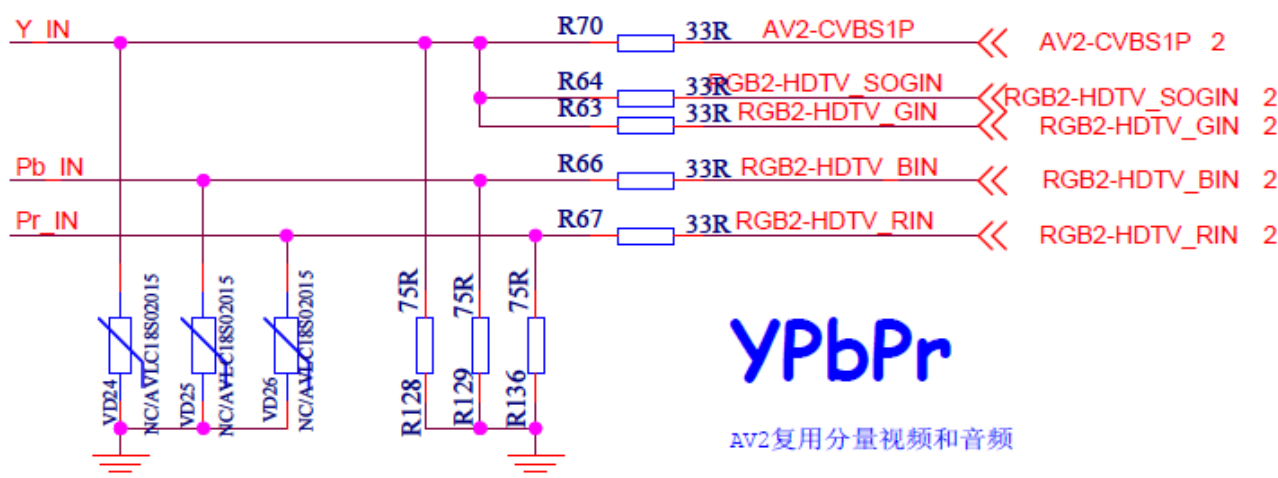 Y_IN R70 33R AV2-CVBS1P AV2-CVBS1P 2
R64 33R RGB2-HDTV_SOGIN RGB2-HDTV_SOGIN 2
R63 33R RGB2-HDTV_GIN RGB2-HDTV_GIN 2
Pb_IN R66 33R RGB2-HDTV_BIN RGB2-HDTV_BIN 2
Pr_IN R67 33R RGB2-HDTV_RIN RGB2-HDTV_RIN 2
VD24
NC/AVLC18S02015
VD25
NC/AVLC18S02015
VD26
NC/AVLC18S02015
R128 75R
R129 75R
R136 75R
YPbPr
AV2复用分量视频和音频